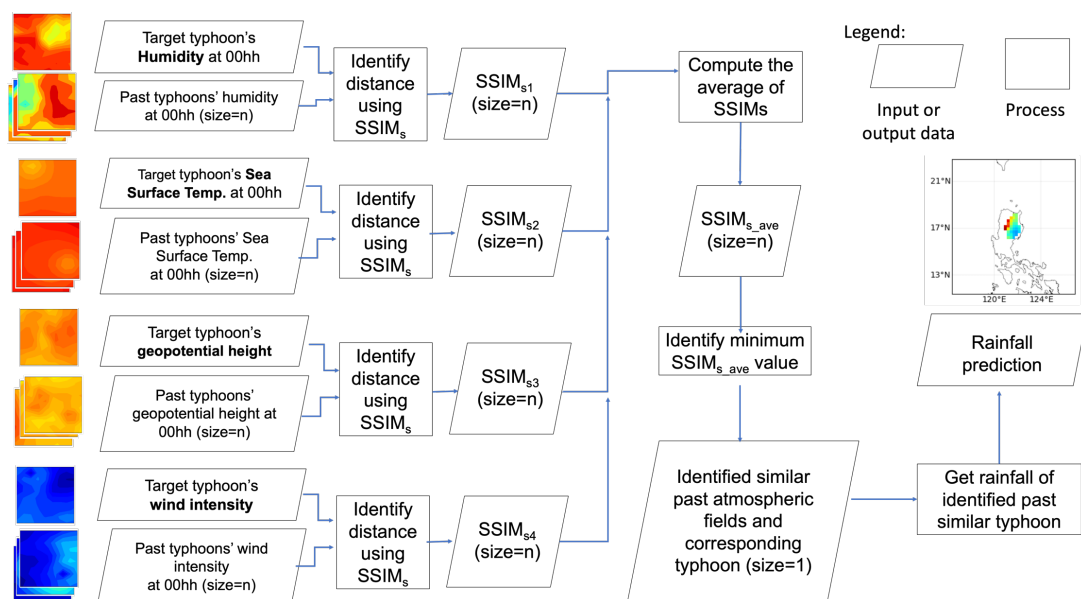 Target typhoon's
Humidity at 00hh
Past typhoons' humidity
at 00hh (size=n)
Identify
distance
using
SSIMs
SSIMs1
(size=n)
Target typhoon's Sea
Surface Temp. at 00hh
Past typhoons' Sea
Surface Temp.
at 00hh (size=n)
Identify
distance
using
SSIMs
SSIMs2
(size=n)
Target typhoon's
geopotential height
Past typhoons'
geopotential height at
00hh (size=n)
Identify
distance
using
SSIMs
SSIMs3
(size=n)
Target typhoon's
wind intensity
Past typhoons' wind
intensity
at 00hh (size=n)
Identify
distance
using
SSIMs
SSIMs4
(size=n)
Compute the
average of
SSIMs
SSIMs_ave
(size=n)
Identify minimum
SSIMs_ave value
Identified similar
past atmospheric
fields and
corresponding
typhoon (size=1)
Get rainfall of
identified past
similar typhoon
Rainfall
prediction
Legend:
Input or
output data
Process
21°N
17°N
13°N
120°E 124°E